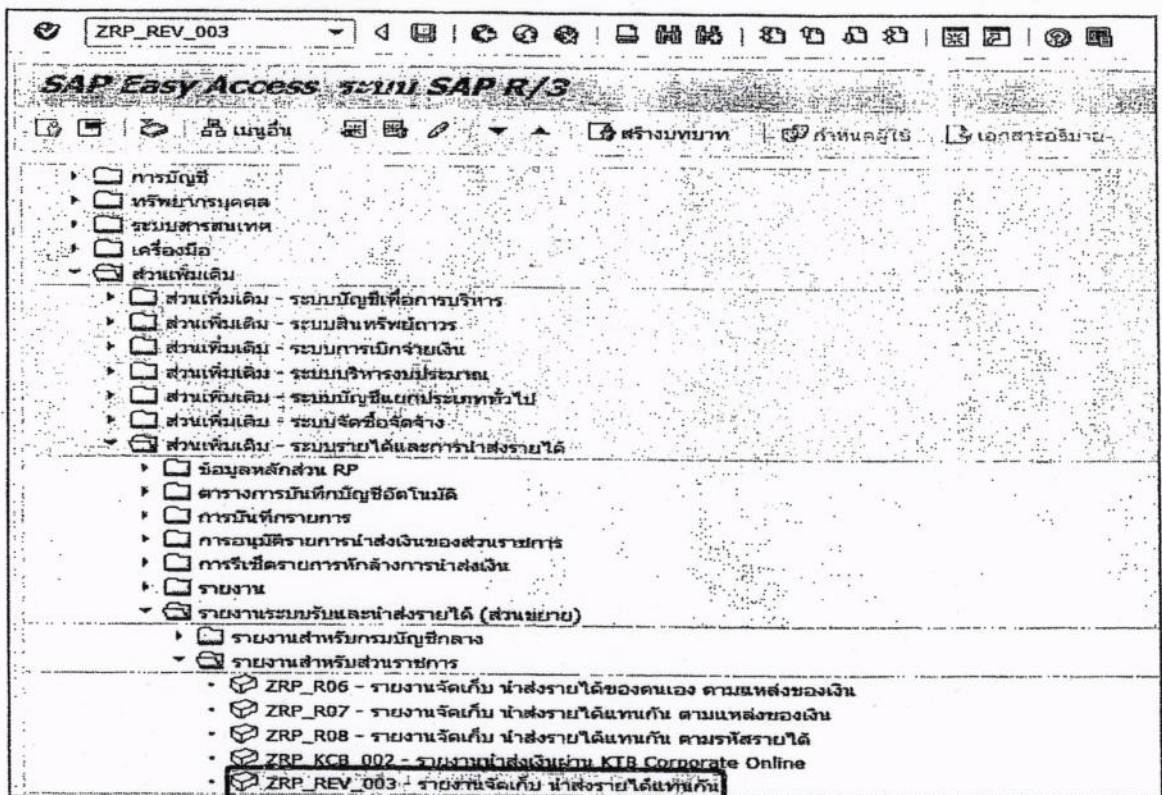 ZRP_REV_003
SAP Easy Access ระบบ SAP R/3
เมนูอื่น สร้างบทบาท กำหนดผู้ใช้ เอกสารอธิบาย
การบัญชี
ทรัพยากรบุคคล
ระบบสารสนเทศ
เครื่องมือ
ส่วนเพิ่มเติม
ส่วนเพิ่มเติม - ระบบบัญชีเพื่อการบริหาร
ส่วนเพิ่มเติม - ระบบสินทรัพย์ถาวร
ส่วนเพิ่มเติม - ระบบการเบิกจ่ายเงิน
ส่วนเพิ่มเติม - ระบบบริหารงบประมาณ
ส่วนเพิ่มเติม - ระบบบัญชีแยกประเภททั่วไป
ส่วนเพิ่มเติม - ระบบจัดซื้อจัดจ้าง
ส่วนเพิ่มเติม - ระบบรายได้และการนำส่งรายได้
ข้อมูลหลักส่วน RP
ตารางการบันทึกบัญชีอัตโนมัติ
การบันทึกรายการ
การอนุมัติรายการนำส่งเงินของส่วนราชการ
การรีเซ็ตรายการหักล้างการนำส่งเงิน
รายงาน
รายงานระบบรับและนำส่งรายได้ (ส่วนขยาย)
รายงานสำหรับกรมบัญชีกลาง
รายงานสำหรับส่วนราชการ
ZRP_R06 - รายงานจัดเก็บ นำส่งรายได้ของตนเอง ตามแหล่งของเงิน
ZRP_R07 - รายงานจัดเก็บ นำส่งรายได้แทนกัน ตามแหล่งของเงิน
ZRP_R08 - รายงานจัดเก็บ นำส่งรายได้แทนกัน ตามรหัสรายได้
ZRP_KCB_002 - รายงานนำส่งเงินผ่าน KTB Corporate Online
ZRP_REV_003 - รายงานจัดเก็บ นำส่งรายได้แทนกัน